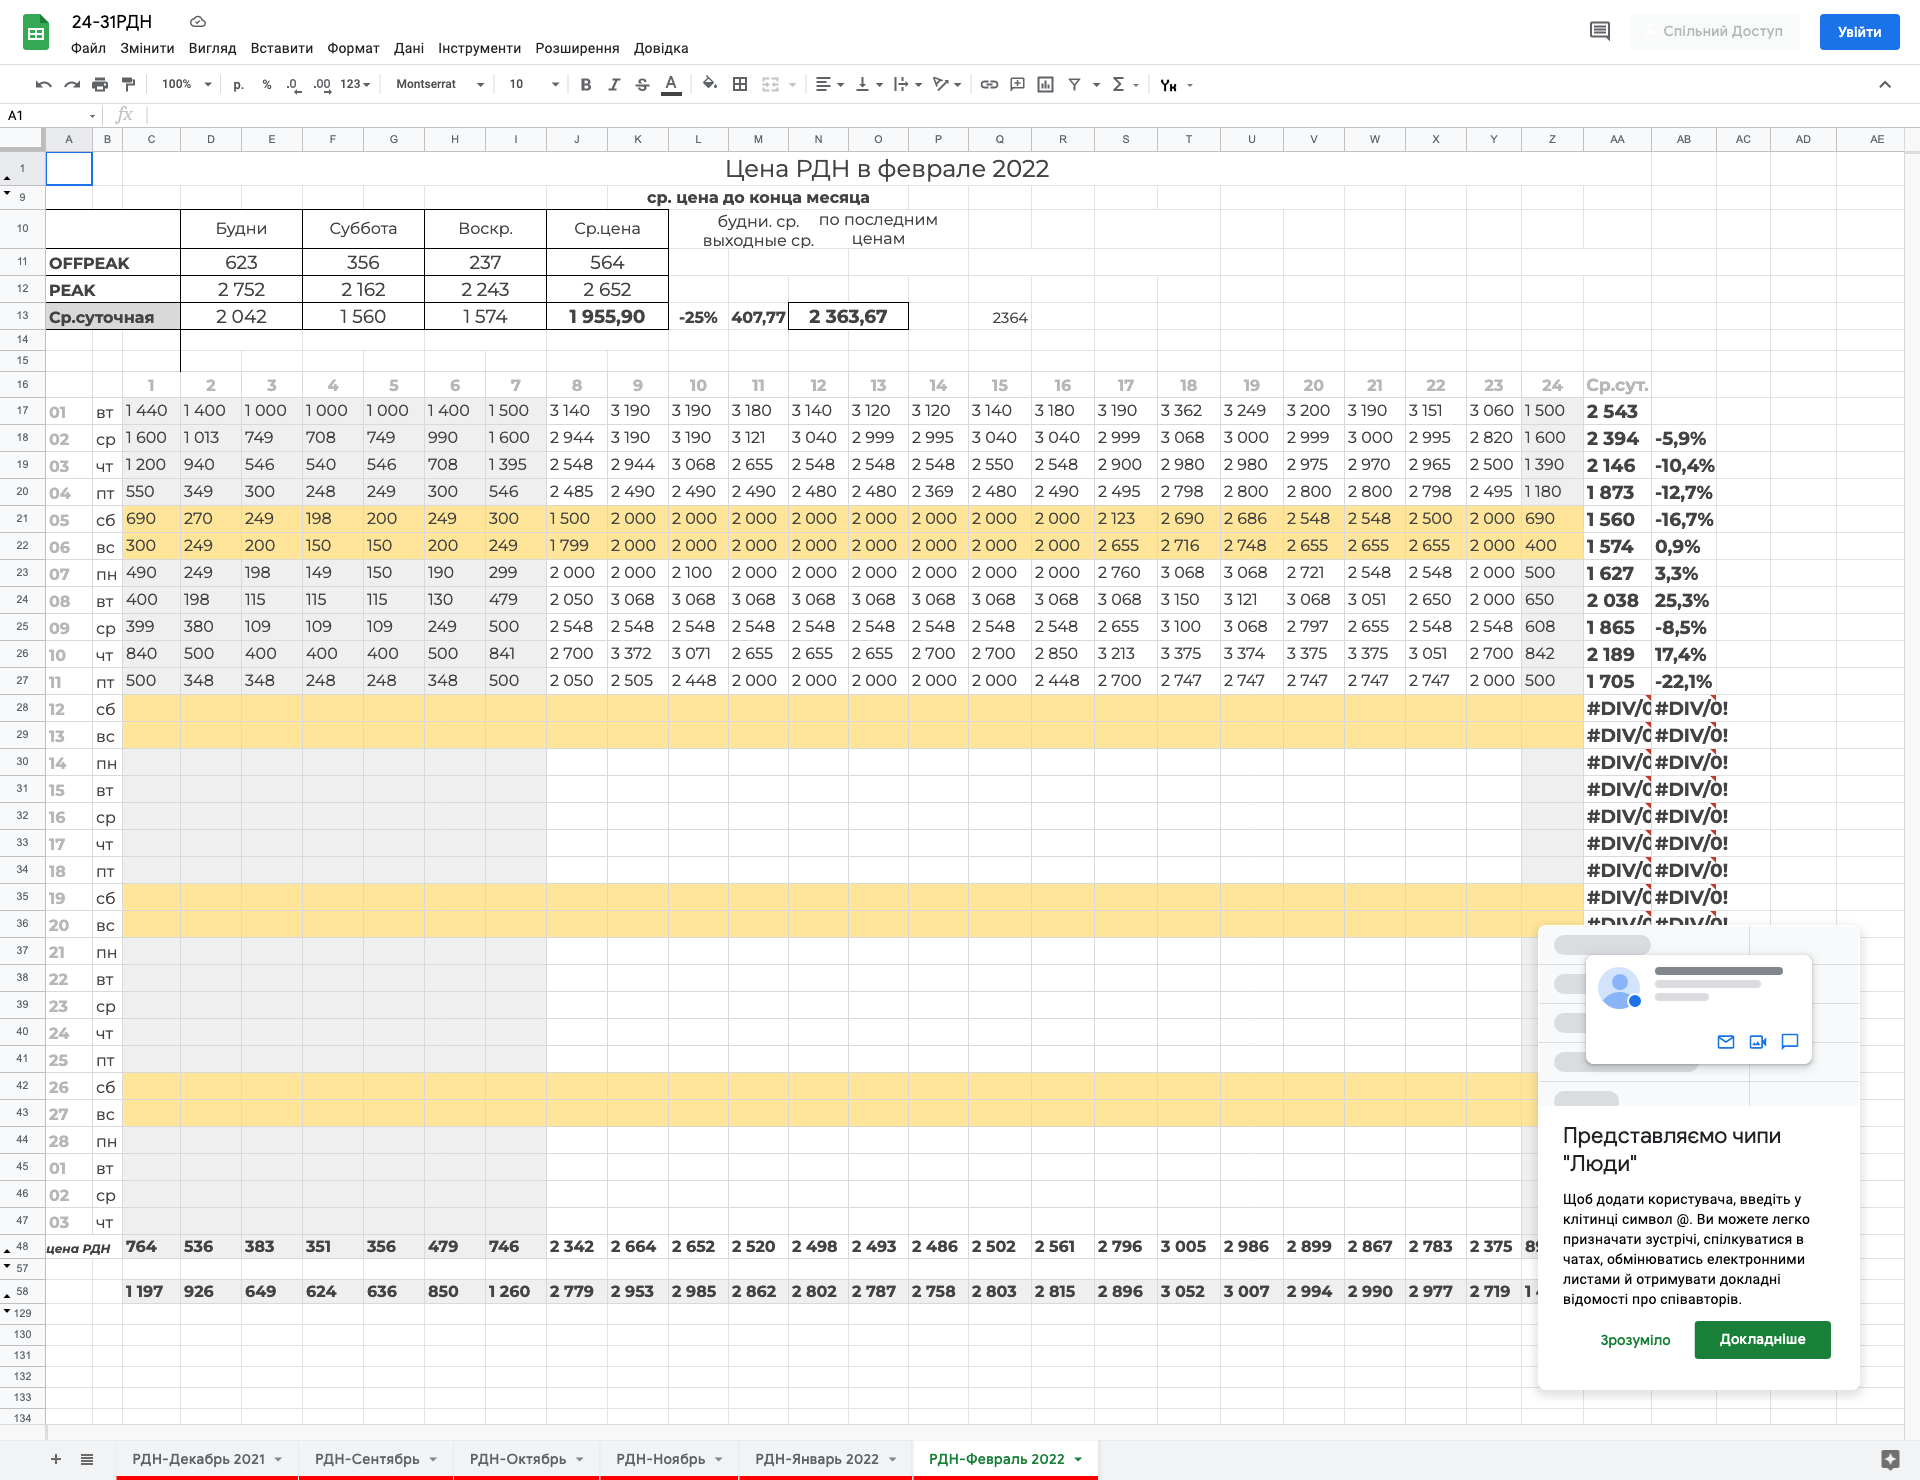 24-31РДН
Спільний Доступ
Увійти
Файл Змінити Вигляд Вставити Формат Дані Інструменти Розширення Довідка
100% р. % .0 .00 123 Montserrat 10 B I S A Σ Ун
A1 fx
A B C D E F G H I J K L M N O P Q R S T U V W X Y Z AA AB AC AD AE
1 Цена РДН в феврале 2022
9 ср. цена до конца месяца
10 Будни Суббота Воскр. Ср.цена будни. ср. выходные ср. по последним ценам
11 OFFPEAK 623 356 237 564
12 PEAK 2 752 2 162 2 243 2 652
13 Ср.суточная 2 042 1 560 1 574 1 955,90 -25% 407,77 2 363,67 2364
14
15
16 1 2 3 4 5 6 7 8 9 10 11 12 13 14 15 16 17 18 19 20 21 22 23 24 Ср.сут.
17 01 вт 1 440 1 400 1 000 1 000 1 000 1 400 1 500 3 140 3 190 3 190 3 180 3 140 3 120 3 120 3 140 3 180 3 190 3 362 3 249 3 200 3 190 3 151 3 060 1 500 2 543
18 02 ср 1 600 1 013 749 708 749 990 1 600 2 944 3 190 3 190 3 121 3 040 2 999 2 995 3 040 3 040 2 999 3 068 3 000 2 999 3 000 2 995 2 820 1 600 2 394 -5,9%
19 03 чт 1 200 940 546 540 546 708 1 395 2 548 2 944 3 068 2 655 2 548 2 548 2 548 2 550 2 548 2 900 2 980 2 980 2 975 2 970 2 965 2 500 1 390 2 146 -10,4%
20 04 пт 550 349 300 248 249 300 546 2 485 2 490 2 490 2 490 2 480 2 480 2 369 2 480 2 490 2 495 2 798 2 800 2 800 2 800 2 798 2 495 1 180 1 873 -12,7%
21 05 сб 690 270 249 198 200 249 300 1 500 2 000 2 000 2 000 2 000 2 000 2 000 2 000 2 000 2 123 2 690 2 686 2 548 2 548 2 500 2 000 690 1 560 -16,7%
22 06 вс 300 249 200 150 150 200 249 1 799 2 000 2 000 2 000 2 000 2 000 2 000 2 000 2 000 2 655 2 716 2 748 2 655 2 655 2 655 2 000 400 1 574 0,9%
23 07 пн 490 249 198 149 150 190 299 2 000 2 000 2 100 2 000 2 000 2 000 2 000 2 000 2 000 2 760 3 068 3 068 2 721 2 548 2 548 2 000 500 1 627 3,3%
24 08 вт 400 198 115 115 115 130 479 2 050 3 068 3 068 3 068 3 068 3 068 3 068 3 068 3 068 3 068 3 150 3 121 3 068 3 051 2 650 2 000 650 2 038 25,3%
25 09 ср 399 380 109 109 109 249 500 2 548 2 548 2 548 2 548 2 548 2 548 2 548 2 548 2 548 2 655 3 100 3 068 2 797 2 655 2 548 2 548 608 1 865 -8,5%
26 10 чт 840 500 400 400 400 500 841 2 700 3 372 3 071 2 655 2 655 2 655 2 700 2 700 2 850 3 213 3 375 3 374 3 375 3 375 3 051 2 700 842 2 189 17,4%
27 11 пт 500 348 348 248 248 348 500 2 050 2 505 2 448 2 000 2 000 2 000 2 000 2 000 2 448 2 700 2 747 2 747 2 747 2 747 2 747 2 000 500 1 705 -22,1%
28 12 сб #DIV/0 #DIV/0!
29 13 вс #DIV/0 #DIV/0!
30 14 пн #DIV/0 #DIV/0!
31 15 вт #DIV/0 #DIV/0!
32 16 ср #DIV/0 #DIV/0!
33 17 чт #DIV/0 #DIV/0!
34 18 пт #DIV/0 #DIV/0!
35 19 сб #DIV/0 #DIV/0!
36 20 вс #DIV/0 #DIV/0!
37 21 пн
38 22 вт
39 23 ср
40 24 чт
41 25 пт
42 26 сб
43 27 вс
44 28 пн
45 01 вт
46 02 ср
47 03 чт
48 цена РДН 764 536 383 351 356 479 746 2 342 2 664 2 652 2 520 2 498 2 493 2 486 2 502 2 561 2 796 3 005 2 986 2 899 2 867 2 783 2 375
57
58 1 197 926 649 624 636 850 1 260 2 779 2 953 2 985 2 862 2 802 2 787 2 758 2 803 2 815 2 896 3 052 3 007 2 994 2 990 2 977 2 719
129
130
131
132
133
134
Представляємо чипи
"Люди"
Щоб додати користувача, введіть у
клітинці символ @. Ви можете легко
призначати зустрічі, спілкуватися в
чатах, обмінюватись електронними
листами й отримувати докладні
відомості про співавторів.
Зрозуміло Докладніше
РДН-Декабрь 2021 РДН-Сентябрь РДН-Октябрь РДН-Ноябрь РДН-Январь 2022 РДН-Февраль 2022